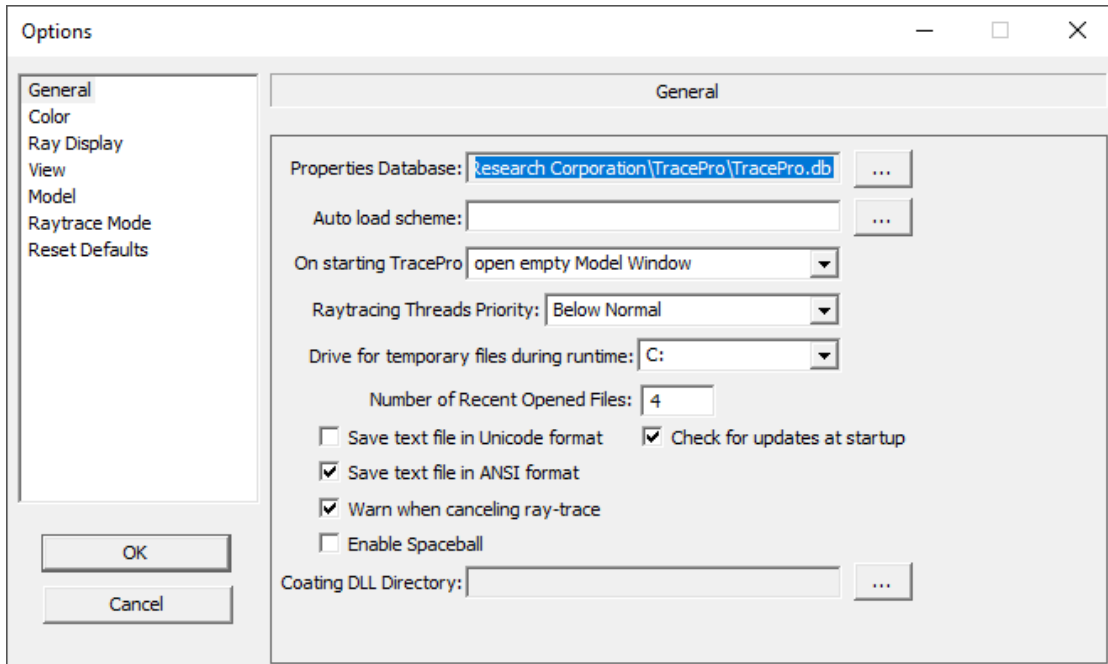 Options
General
Color
Ray Display
View
Model
Raytrace Mode
Reset Defaults
OK
Cancel
General
Properties Database: Research Corporation\TracePro\TracePro.db ...
Auto load scheme: ...
On starting TracePro open empty Model Window
Raytracing Threads Priority: Below Normal
Drive for temporary files during runtime: C:
Number of Recent Opened Files: 4
Save text file in Unicode format Check for updates at startup
Save text file in ANSI format
Warn when canceling ray-trace
Enable Spaceball
Coating DLL Directory: ...